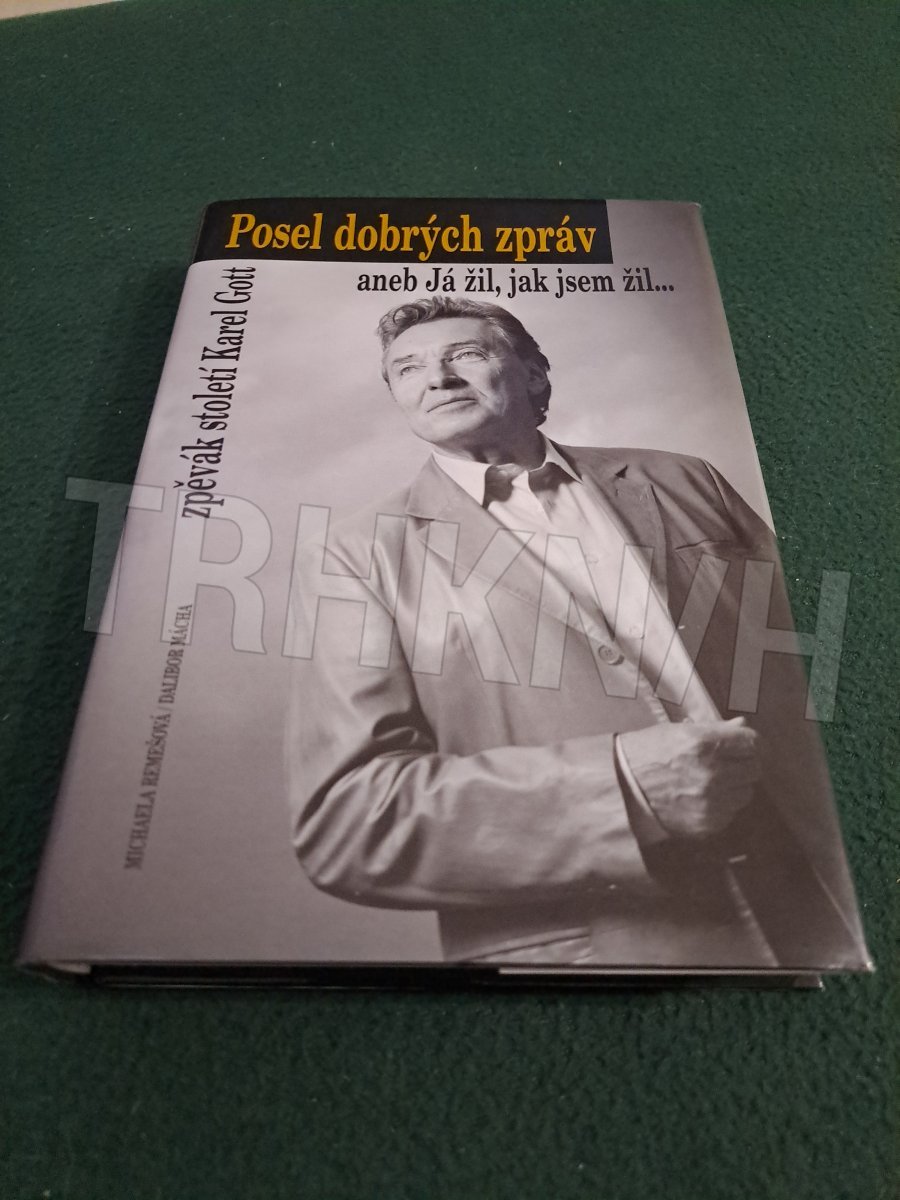 Posel dobrých zpráv
aneb Já žil, jak jsem žil...
zpěvák století Karel Gott
MICHAELA REMEŠOVÁ / DALIBOR MÁCHA
TRHKNIH